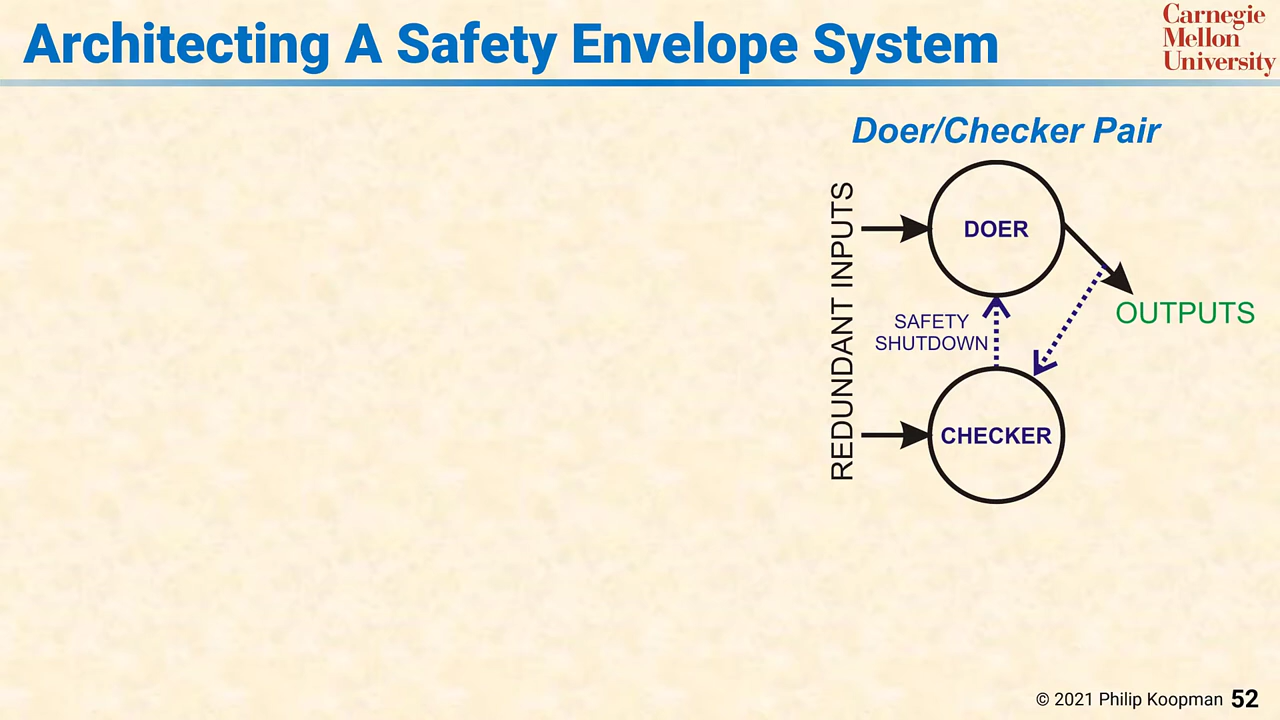 Architecting A Safety Envelope System
Carnegie
Mellon
University
Doer/Checker Pair
REDUNDANT INPUTS
DOER
OUTPUTS
SAFETY
SHUTDOWN
CHECKER
© 2021 Philip Koopman 52